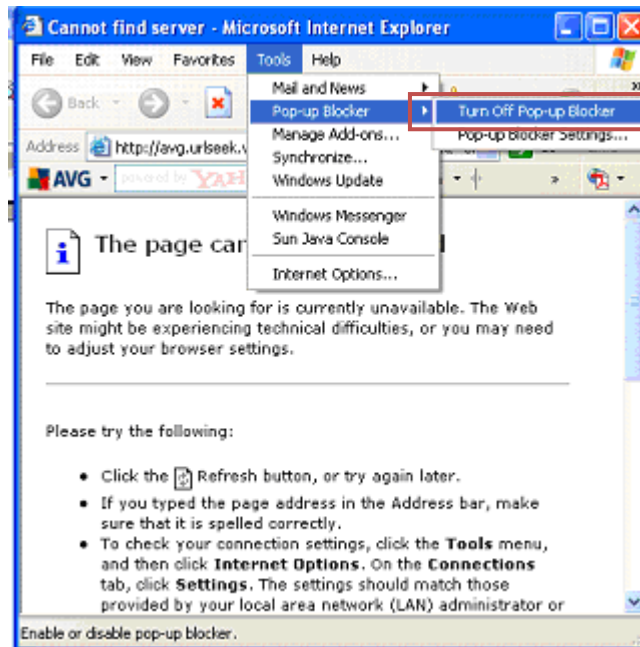 Cannot find server - Microsoft Internet Explorer
File Edit View Favorites Tools Help
Back
Address http://avg.urlseek.v
AVG powered by YAH
Mail and News
Pop-up Blocker
Manage Add-ons...
Synchronize...
Windows Update
Windows Messenger
Sun Java Console
Internet Options...
Turn Off Pop-up Blocker
Pop-up Blocker Settings...
The page can
The page you are looking for is currently unavailable. The Web
site might be experiencing technical difficulties, or you may need
to adjust your browser settings.
Please try the following:
• Click the Refresh button, or try again later.
• If you typed the page address in the Address bar, make
sure that it is spelled correctly.
• To check your connection settings, click the Tools menu,
and then click Internet Options. On the Connections
tab, click Settings. The settings should match those
provided by your local area network (LAN) administrator or
Enable or disable pop-up blocker.